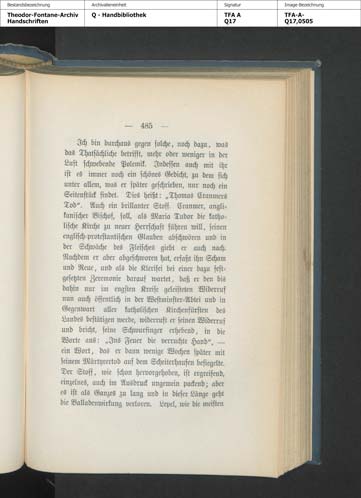 Bestandsbezeichnung
Archivalieneinheit
Signatur
Image-Bezeichnung
Theodor-Fontane-Archiv
Handschriften
Q - Handbibliothek
TFA A
Q17
TFA-A-
Q17,0505
— 485 —
Ich bin durchaus gegen solche, noch dazu, was
das Thatsächliche betrifft, mehr oder weniger in der
Luft schwebende Polemik. Indessen auch mit ihr
ist es immer noch ein schönes Gedicht, zu dem sich
unter allem, was er später geschrieben, nur noch ein
Seitenstück findet. Dies heißt: „Thomas Cranmers
Tod“. Auch ein brillanter Stoff. Cranmer, angli-
kanischer Bischof, soll, als Maria Tudor die katho-
lische Kirche zu neuer Herrschaft führen will, seinen
englisch-protestantischen Glauben abschwören und in
der Schwäche des Fleisches giebt er auch nach.
Nachdem er aber abgeschworen hat, erfaßt ihn Scham
und Reue, und als die Klerisei bei einer dazu fest-
gesetzten Zeremonie darauf wartet, daß er den bis
dahin nur im engsten Kreise geleisteten Widerruf
nun auch öffentlich in der Westminster-Abtei und in
Gegenwart aller katholischen Kirchenfürsten des
Landes bestätigen werde, widerruft er seinen Widerruf
und bricht, seine Schwurfinger erhebend, in die
Worte aus: „Ins Feuer die verruchte Hand“, —
ein Wort, das er dann wenige Wochen später mit
seinem Märtyrertod auf dem Scheiterhaufen besiegelte.
Der Stoff, wie schon hervorgehoben, ist ergreifend,
einzelnes, auch im Ausdruck ungemein packend; aber
es ist als Ganzes zu lang und in dieser Länge geht
die Balladenwirkung verloren. Lepel, wie die meisten